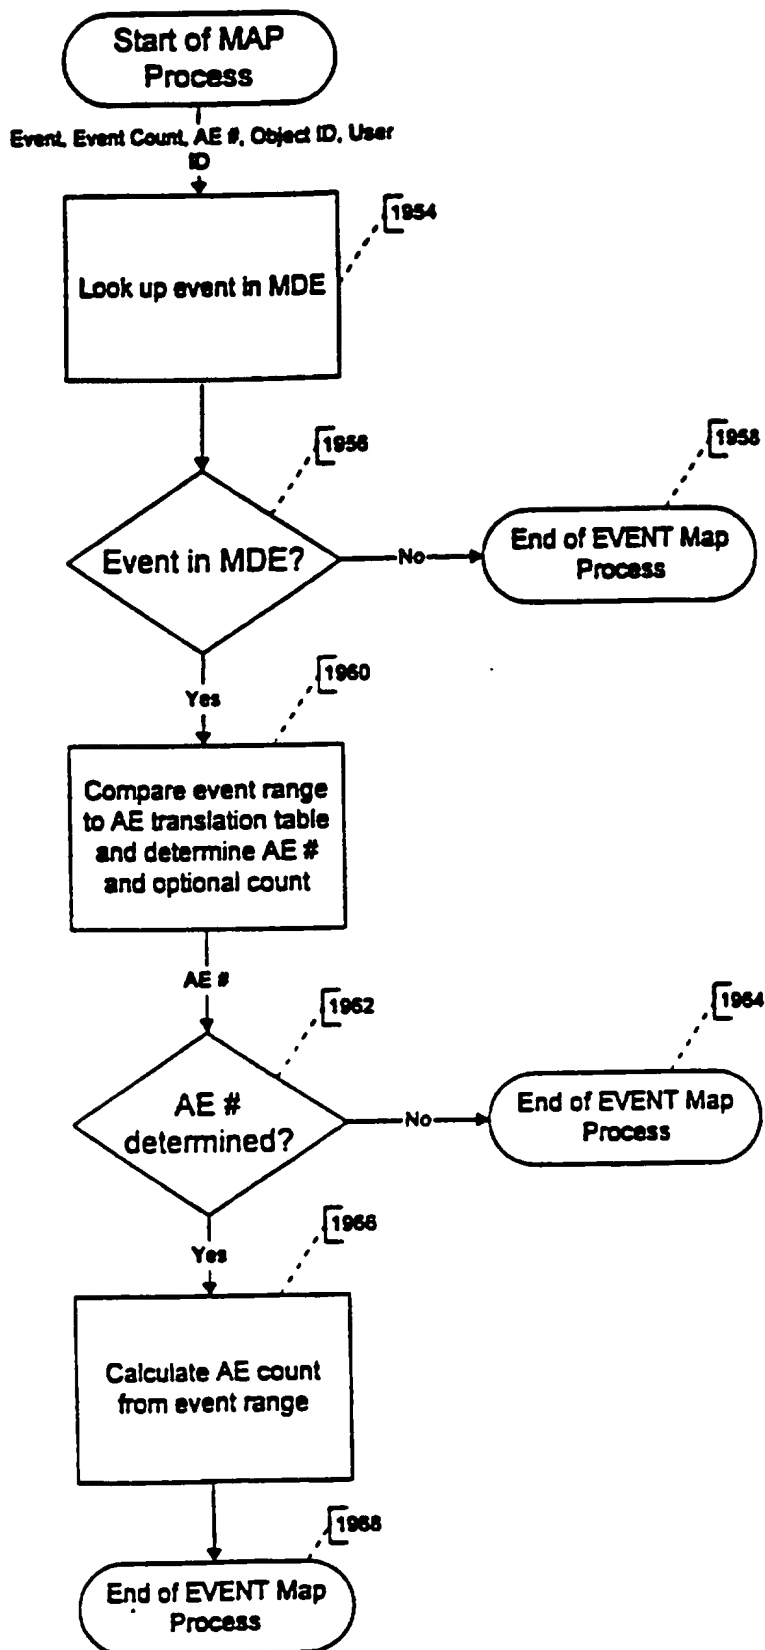 Start of MAP
Process
Event, Event Count, AE #, Object ID, User
ID
1954
Look up event in MDE
1956
1958
Event in MDE?
No
End of EVENT Map
Process
Yes
1960
Compare event range
to AE translation table
and determine AE #
and optional count
AE #
1962
1964
AE #
determined?
No
End of EVENT Map
Process
Yes
1966
Calculate AE count
from event range
1968
End of EVENT Map
Process